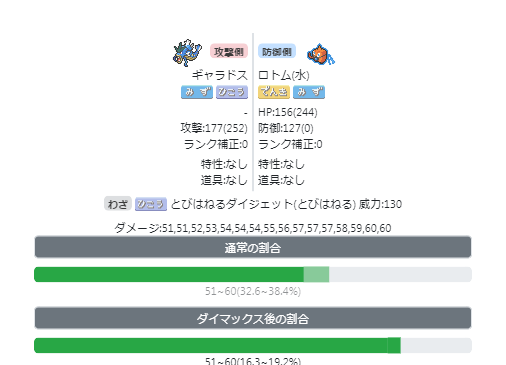 攻撃側 防御側
ギャラドス ロトム(水)
みず ひこう でんき みず
- HP:156(244)
攻撃:177(252) 防御:127(0)
ランク補正:0 ランク補正:0
特性:なし 特性:なし
道具:なし 道具:なし
わざ ひこう とびはねるダイジェット(とびはねる) 威力:130
ダメージ:51,51,52,53,54,54,54,55,56,57,57,57,58,59,60,60
通常の割合
51~60(32.6~38.4%)
ダイマックス後の割合
51~60(16.3~19.2%)